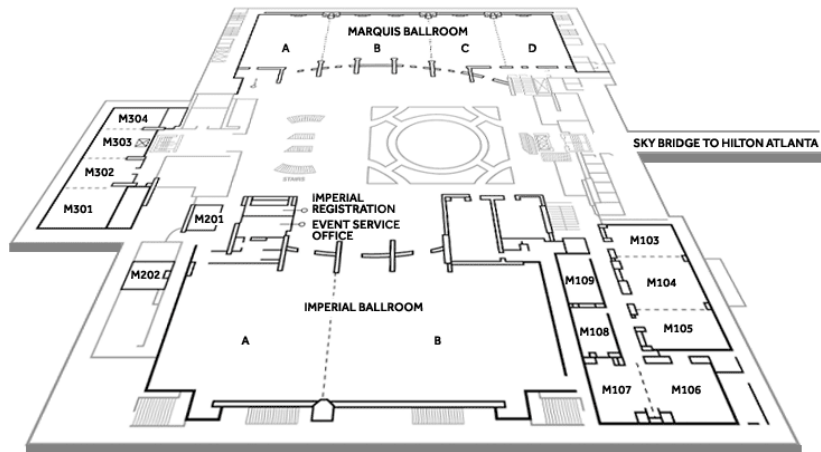 MARQUIS BALLROOM
A
B
C
D
M304
M303
M302
M301
SKY BRIDGE TO HILTON ATLANTA
STAIRS
M201
IMPERIAL
REGISTRATION
EVENT SERVICE
OFFICE
M202
IMPERIAL BALLROOM
A
B
M103
M104
M105
M109
M108
M107
M106